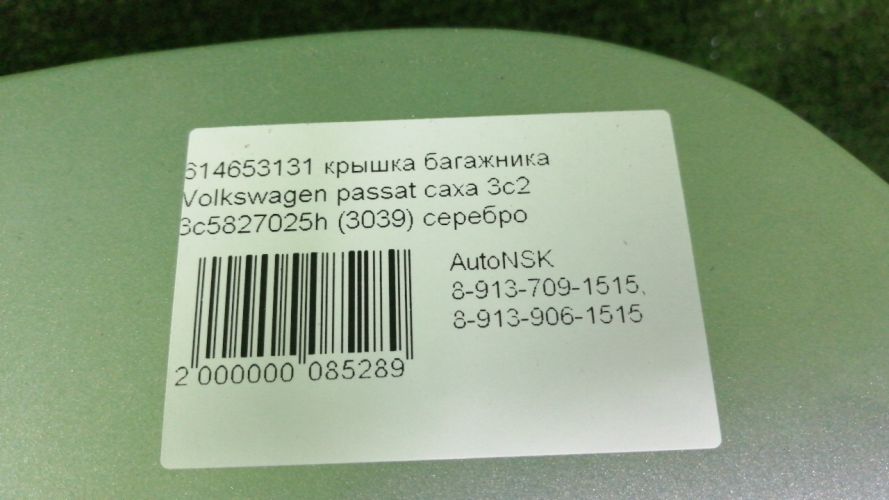 614653131 крышка багажника
Volkswagen passat caxa 3c2
3c5827025h (3039) серебро
AutoNSK
8-913-709-1515,
8-913-906-1515
2 000000 085289